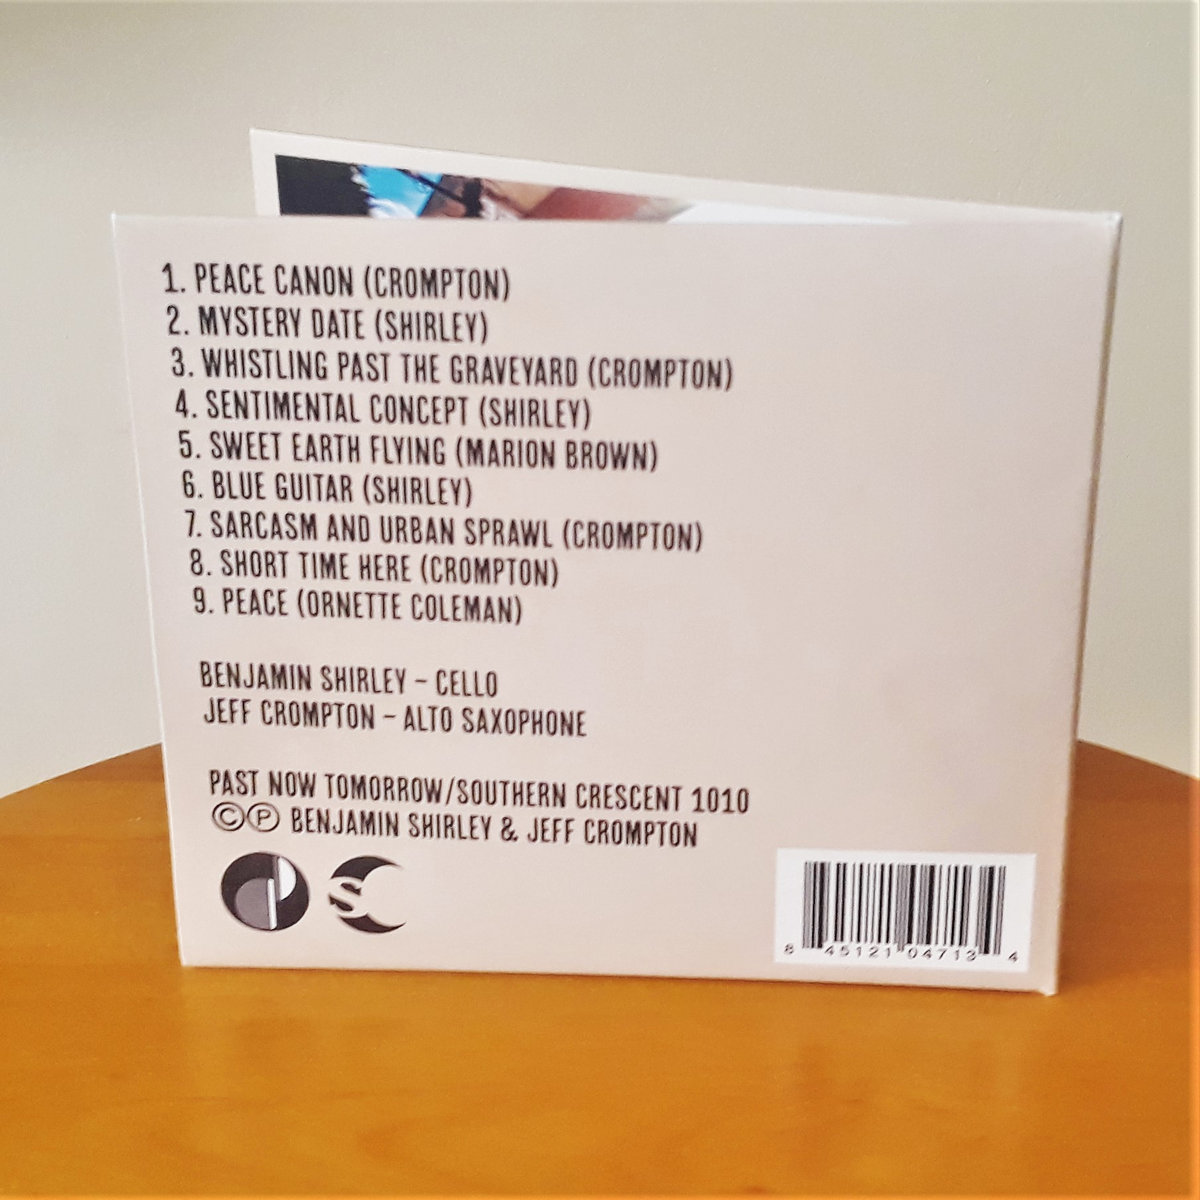 1. PEACE CANON (CROMPTON)
2. MYSTERY DATE (SHIRLEY)
3. WHISTLING PAST THE GRAVEYARD (CROMPTON)
4. SENTIMENTAL CONCEPT (SHIRLEY)
5. SWEET EARTH FLYING (MARION BROWN)
6. BLUE GUITAR (SHIRLEY)
7. SARCASM AND URBAN SPRAWL (CROMPTON)
8. SHORT TIME HERE (CROMPTON)
9. PEACE (ORNETTE COLEMAN)
BENJAMIN SHIRLEY – CELLO
JEFF CROMPTON – ALTO SAXOPHONE
PAST NOW TOMORROW/SOUTHERN CRESCENT 1010
©℗ BENJAMIN SHIRLEY & JEFF CROMPTON
SC
8 45121 04713 4